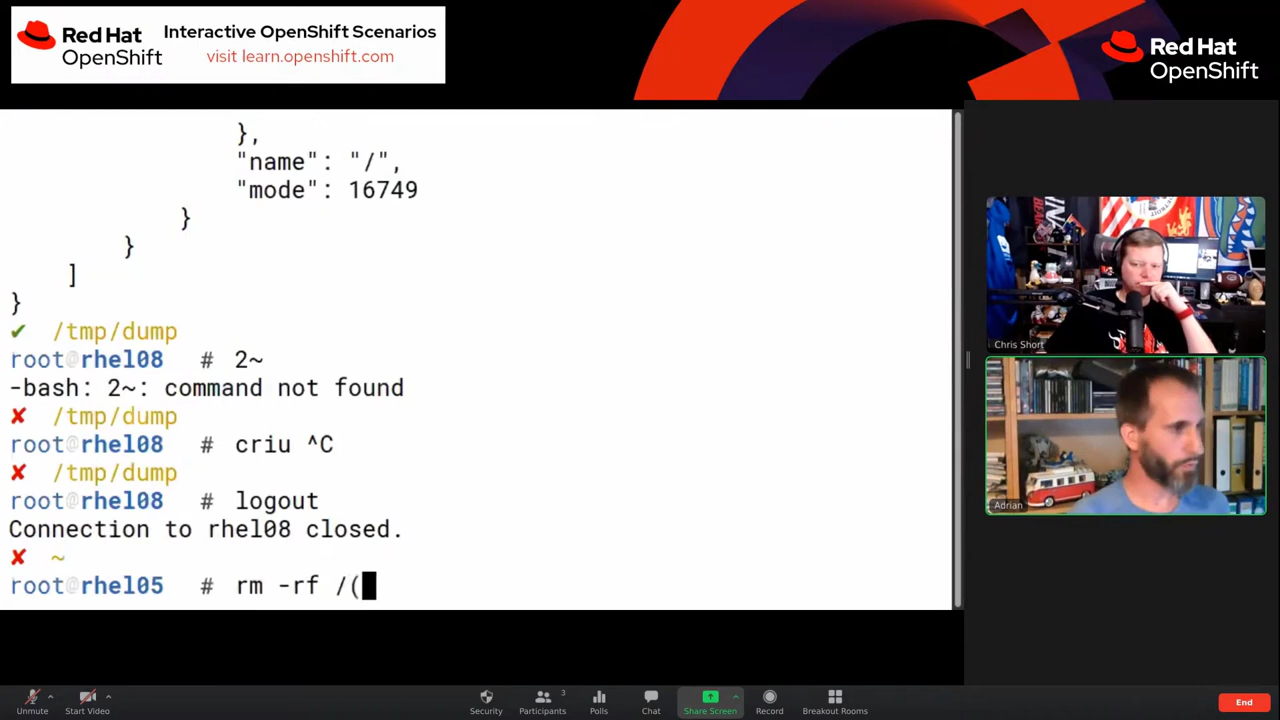 Red Hat
OpenShift
Interactive OpenShift Scenarios
visit learn.openshift.com
Red Hat
OpenShift
},
"name": "/",
"mode": 16749
}
}
]
}
✔ /tmp/dump
root@rhel08 # 2~
-bash: 2~: command not found
✘ /tmp/dump
root@rhel08 # criu ^C
✘ /tmp/dump
root@rhel08 # logout
Connection to rhel08 closed.
✘ ~
root@rhel05 # rm -rf /(
Chris Short
Adrian
Unmute
Start Video
Security
Participants
3
Polls
Chat
Share Screen
Record
Breakout Rooms
End